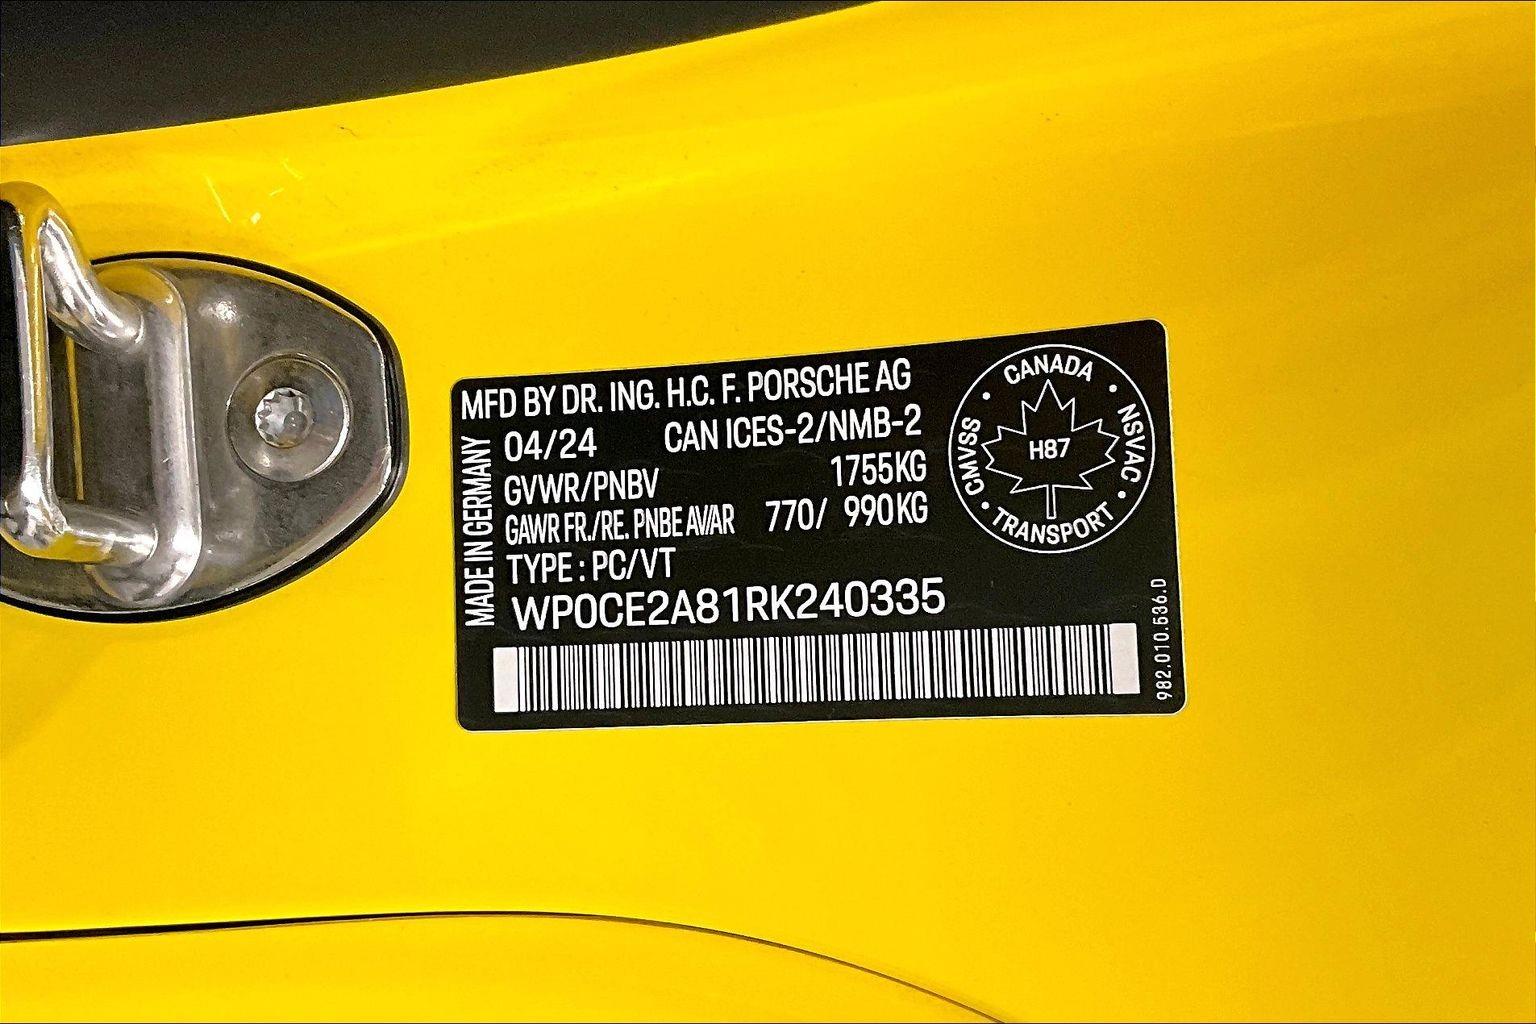 MFD BY DR. ING. H.C. F. PORSCHE AG
04/24 CAN ICES-2/NMB-2
GVWR/PNBV 1755KG
GAWR FR./RE. PNBE AV/AR 770/ 990KG
TYPE : PC/VT
WP0CE2A81RK240335
MADE IN GERMANY
CANADA
CMVSS
NSVAC
H87
TRANSPORT
982.010.536.D